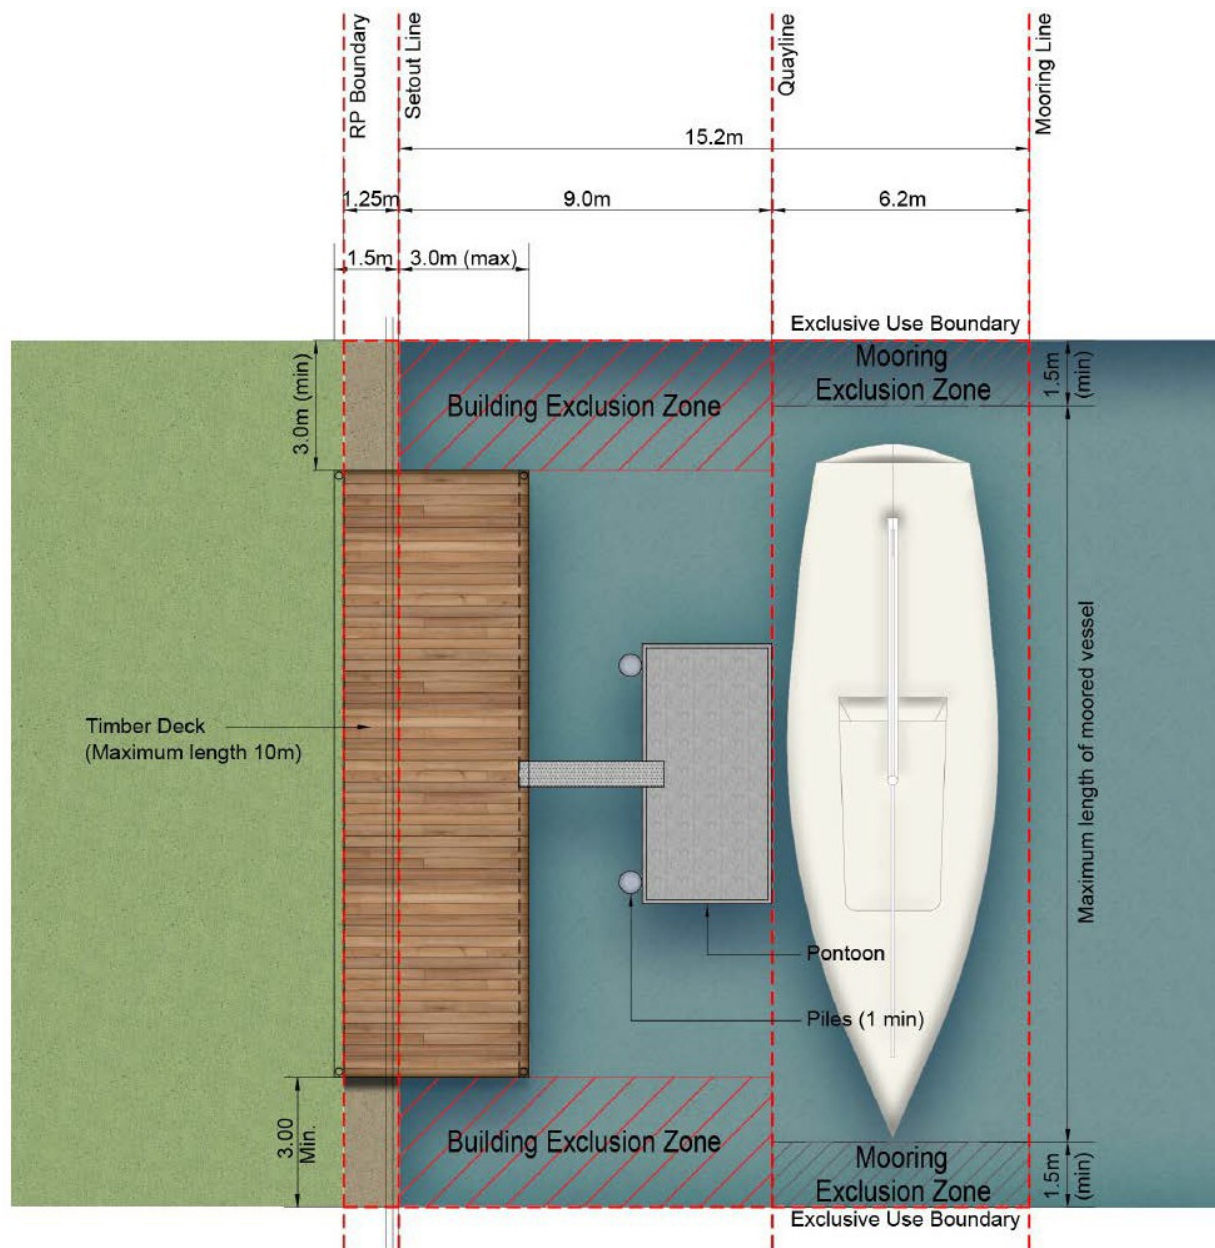 RP Boundary
Setout Line
Quayline
Mooring Line
15.2m
1.25m
9.0m
6.2m
1.5m
3.0m (max)
Exclusive Use Boundary
3.0m (min)
Building Exclusion Zone
Mooring
Exclusion Zone
1.5m
(min)
Timber Deck
(Maximum length 10m)
Maximum length of moored vessel
Pontoon
Piles (1 min)
3.00
Min.
Building Exclusion Zone
Mooring
Exclusion Zone
1.5m
(min)
Exclusive Use Boundary